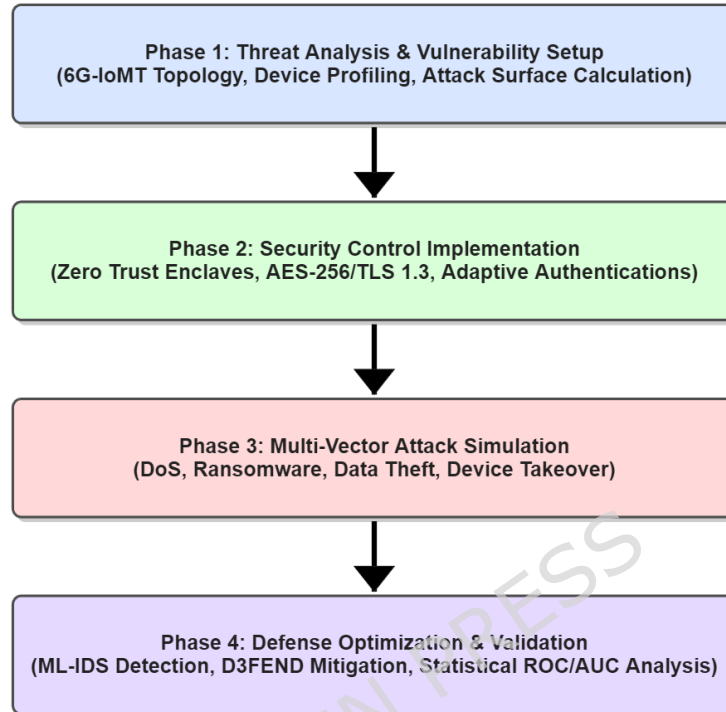 Phase 1: Threat Analysis & Vulnerability Setup
(6G-IoMT Topology, Device Profiling, Attack Surface Calculation)
Phase 2: Security Control Implementation
(Zero Trust Enclaves, AES-256/TLS 1.3, Adaptive Authentications)
Phase 3: Multi-Vector Attack Simulation
(DoS, Ransomware, Data Theft, Device Takeover)
Phase 4: Defense Optimization & Validation
(ML-IDS Detection, D3FEND Mitigation, Statistical ROC/AUC Analysis)
IN PRESS